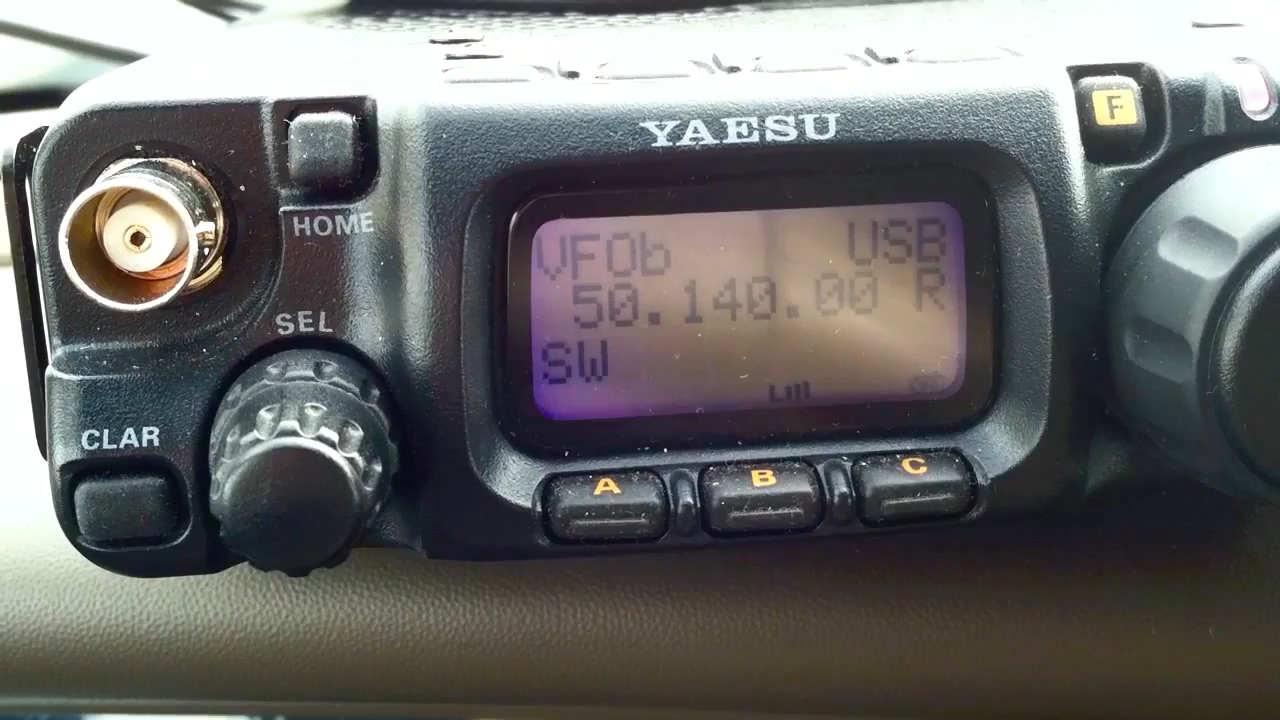 YAESU
F
HOME
VFOb USB
50.140.00 R
SW
SEL
CLAR
A B C